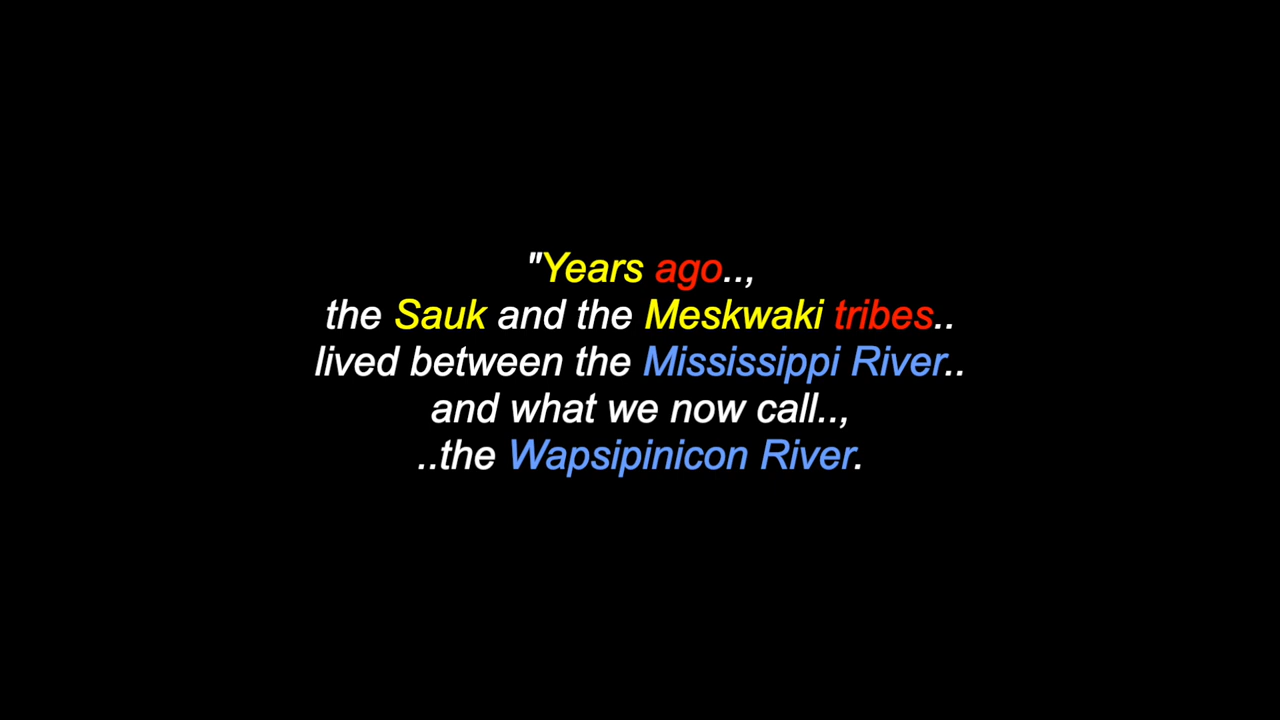 "Years ago..,
the Sauk and the Meskwaki tribes..
lived between the Mississippi River..
and what we now call..,
..the Wapsipinicon River.